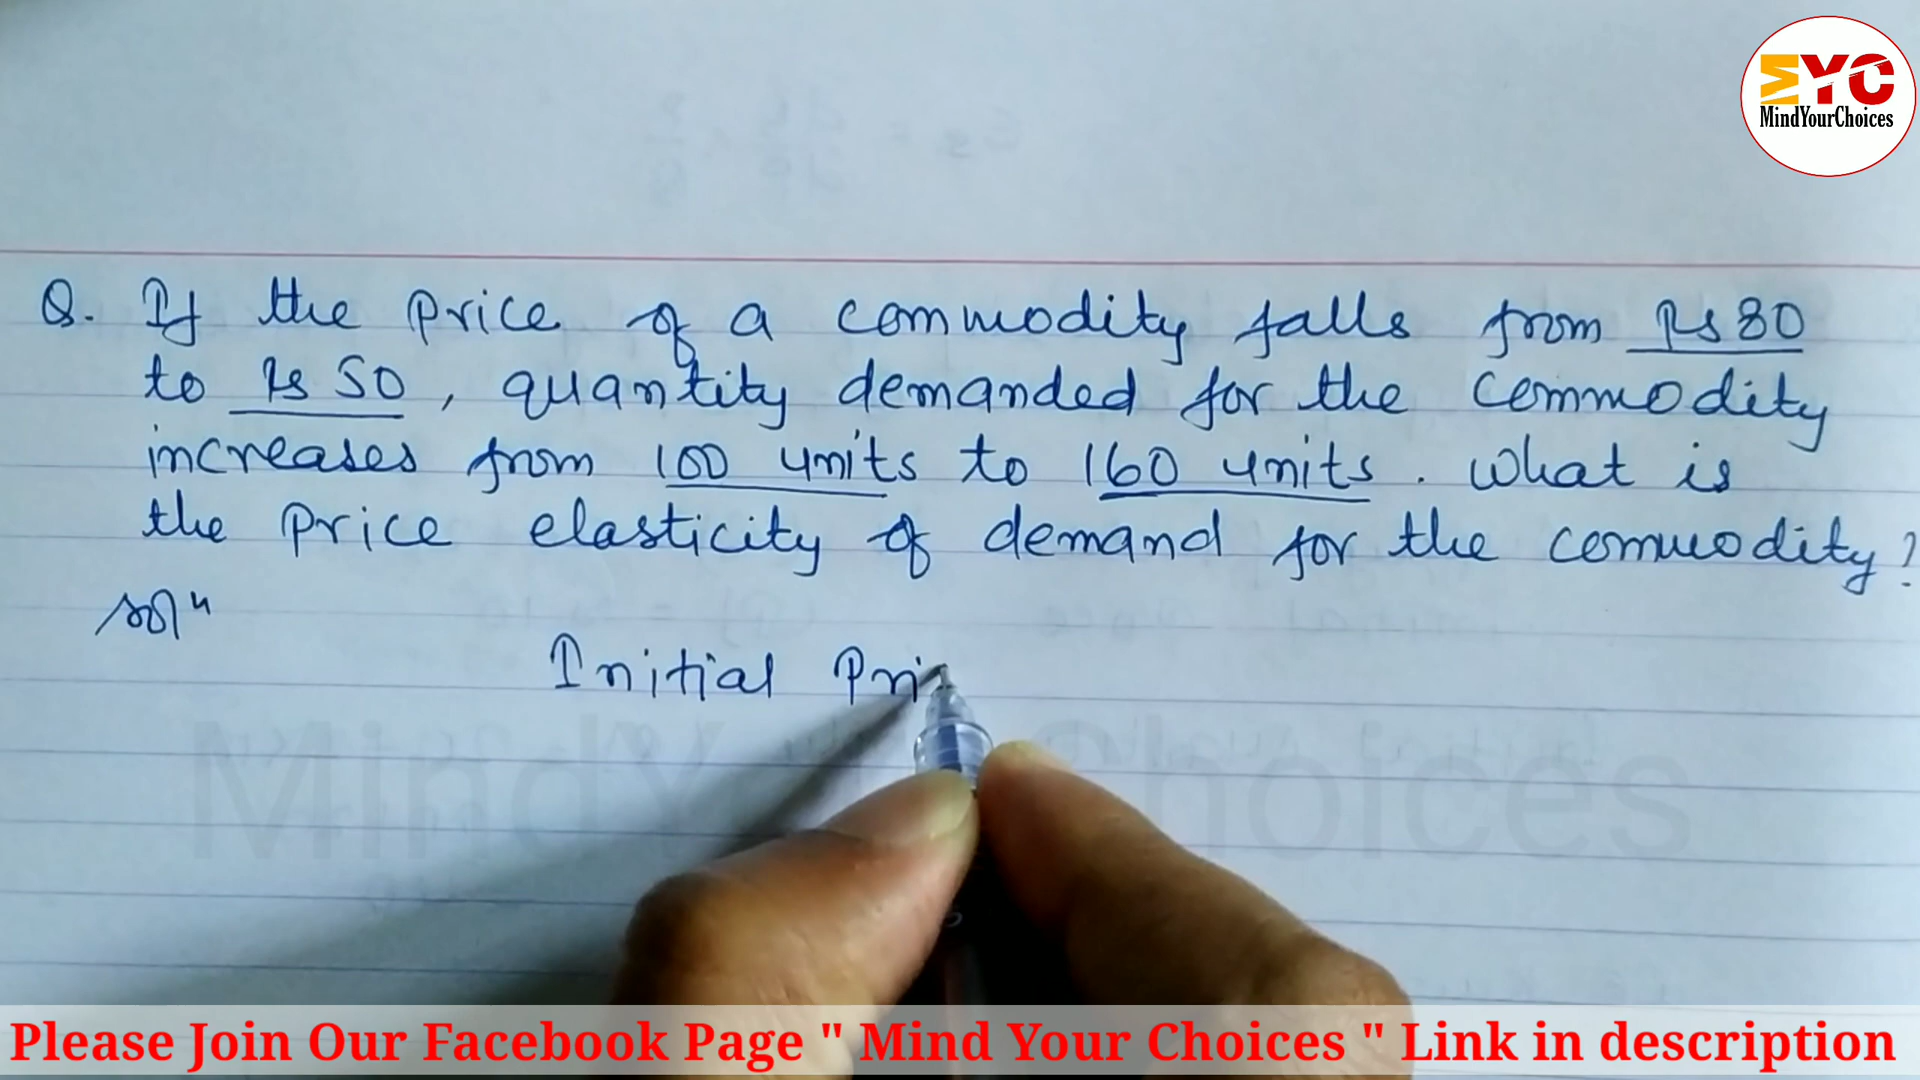 MYC
MindYourChoices
Q. If the price of a commodity falls from Rs 80
to Rs 50, quantity demanded for the commodity
increases from 100 units to 160 units. What is
the price elasticity of demand for the commodity?
Solⁿ
Initial Pri
MindYourChoices
Please Join Our Facebook Page " Mind Your Choices " Link in description